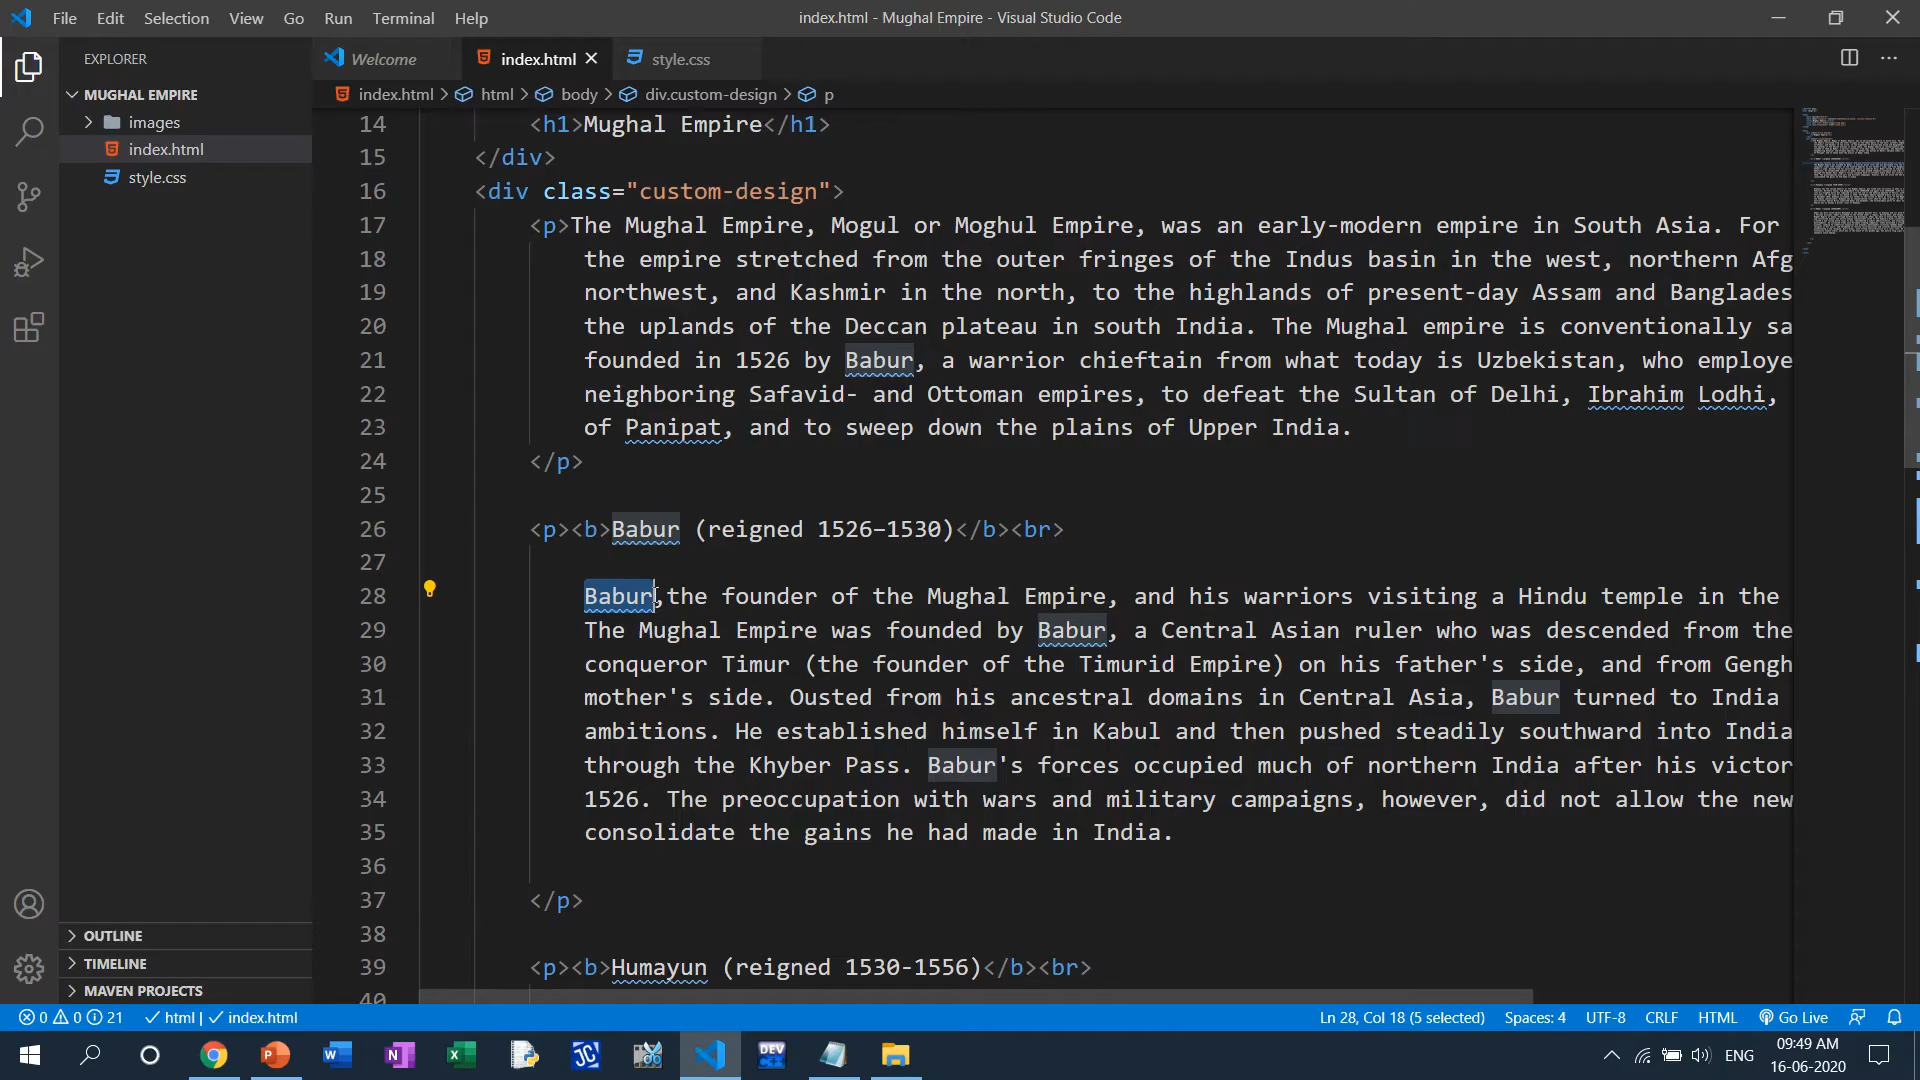 File Edit Selection View Go Run Terminal Help index.html - Mughal Empire - Visual Studio Code
EXPLORER
MUGHAL EMPIRE
images
index.html
style.css
OUTLINE
TIMELINE
MAVEN PROJECTS
Welcome index.html style.css
index.html > html > body > div.custom-design > p
14 <h1>Mughal Empire</h1>
15 </div>
16 <div class="custom-design">
17 <p>The Mughal Empire, Mogul or Moghul Empire, was an early-modern empire in South Asia. For
18 the empire stretched from the outer fringes of the Indus basin in the west, northern Afg
19 northwest, and Kashmir in the north, to the highlands of present-day Assam and Banglades
20 the uplands of the Deccan plateau in south India. The Mughal empire is conventionally sa
21 founded in 1526 by Babur, a warrior chieftain from what today is Uzbekistan, who employe
22 neighboring Safavid- and Ottoman empires, to defeat the Sultan of Delhi, Ibrahim Lodhi,
23 of Panipat, and to sweep down the plains of Upper India.
24 </p>
25
26 <p><b>Babur (reigned 1526–1530)</b><br>
27
28 Babur,the founder of the Mughal Empire, and his warriors visiting a Hindu temple in the
29 The Mughal Empire was founded by Babur, a Central Asian ruler who was descended from the
30 conqueror Timur (the founder of the Timurid Empire) on his father's side, and from Gengh
31 mother's side. Ousted from his ancestral domains in Central Asia, Babur turned to India
32 ambitions. He established himself in Kabul and then pushed steadily southward into India
33 through the Khyber Pass. Babur's forces occupied much of northern India after his victor
34 1526. The preoccupation with wars and military campaigns, however, did not allow the new
35 consolidate the gains he had made in India.
36
37 </p>
38
39 <p><b>Humayun (reigned 1530-1556)</b><br>
40
0 0 21 html | index.html Ln 28, Col 18 (5 selected) Spaces: 4 UTF-8 CRLF HTML Go Live
ENG 09:49 AM
16-06-2020